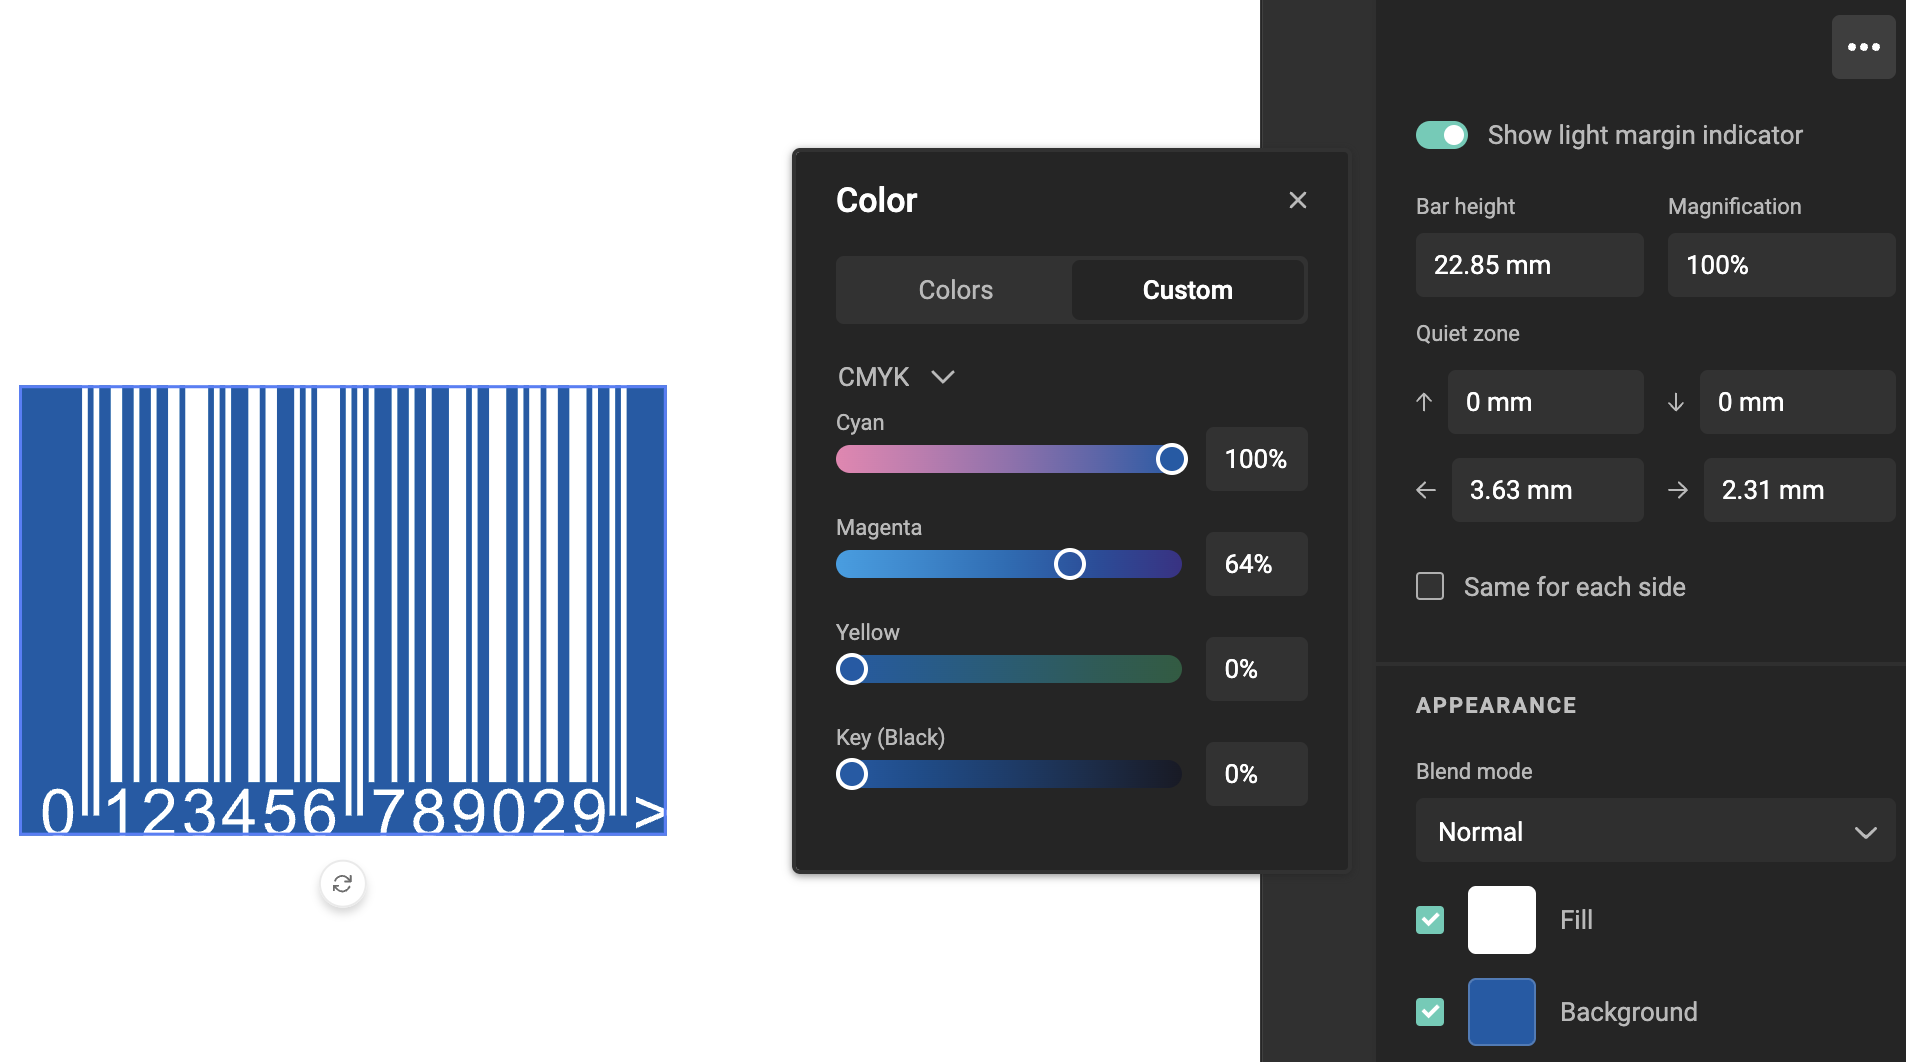 Show light margin indicator
Bar height
Magnification
22.85 mm
100%
Quiet zone
0 mm
0 mm
3.63 mm
2.31 mm
Same for each side
APPEARANCE
Blend mode
Normal
Fill
Background
Color
Colors
Custom
CMYK
Cyan
100%
Magenta
64%
Yellow
0%
Key (Black)
0%
0 123456 789029 >